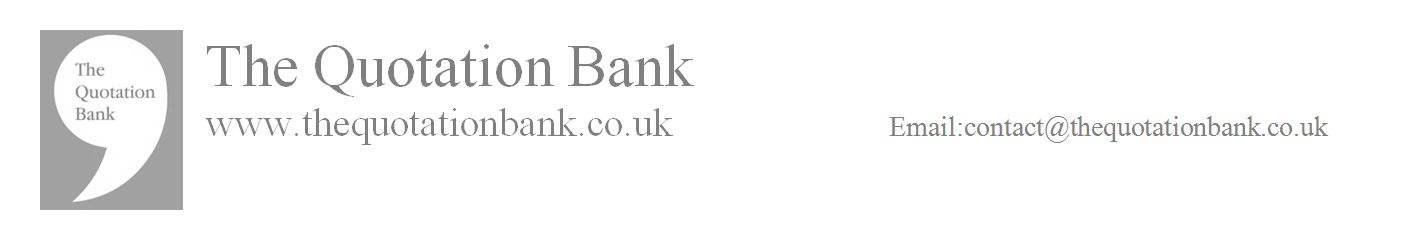 The
Quotation
Bank
The Quotation Bank
www.thequotationbank.co.uk
Email:contact@thequotationbank.co.uk